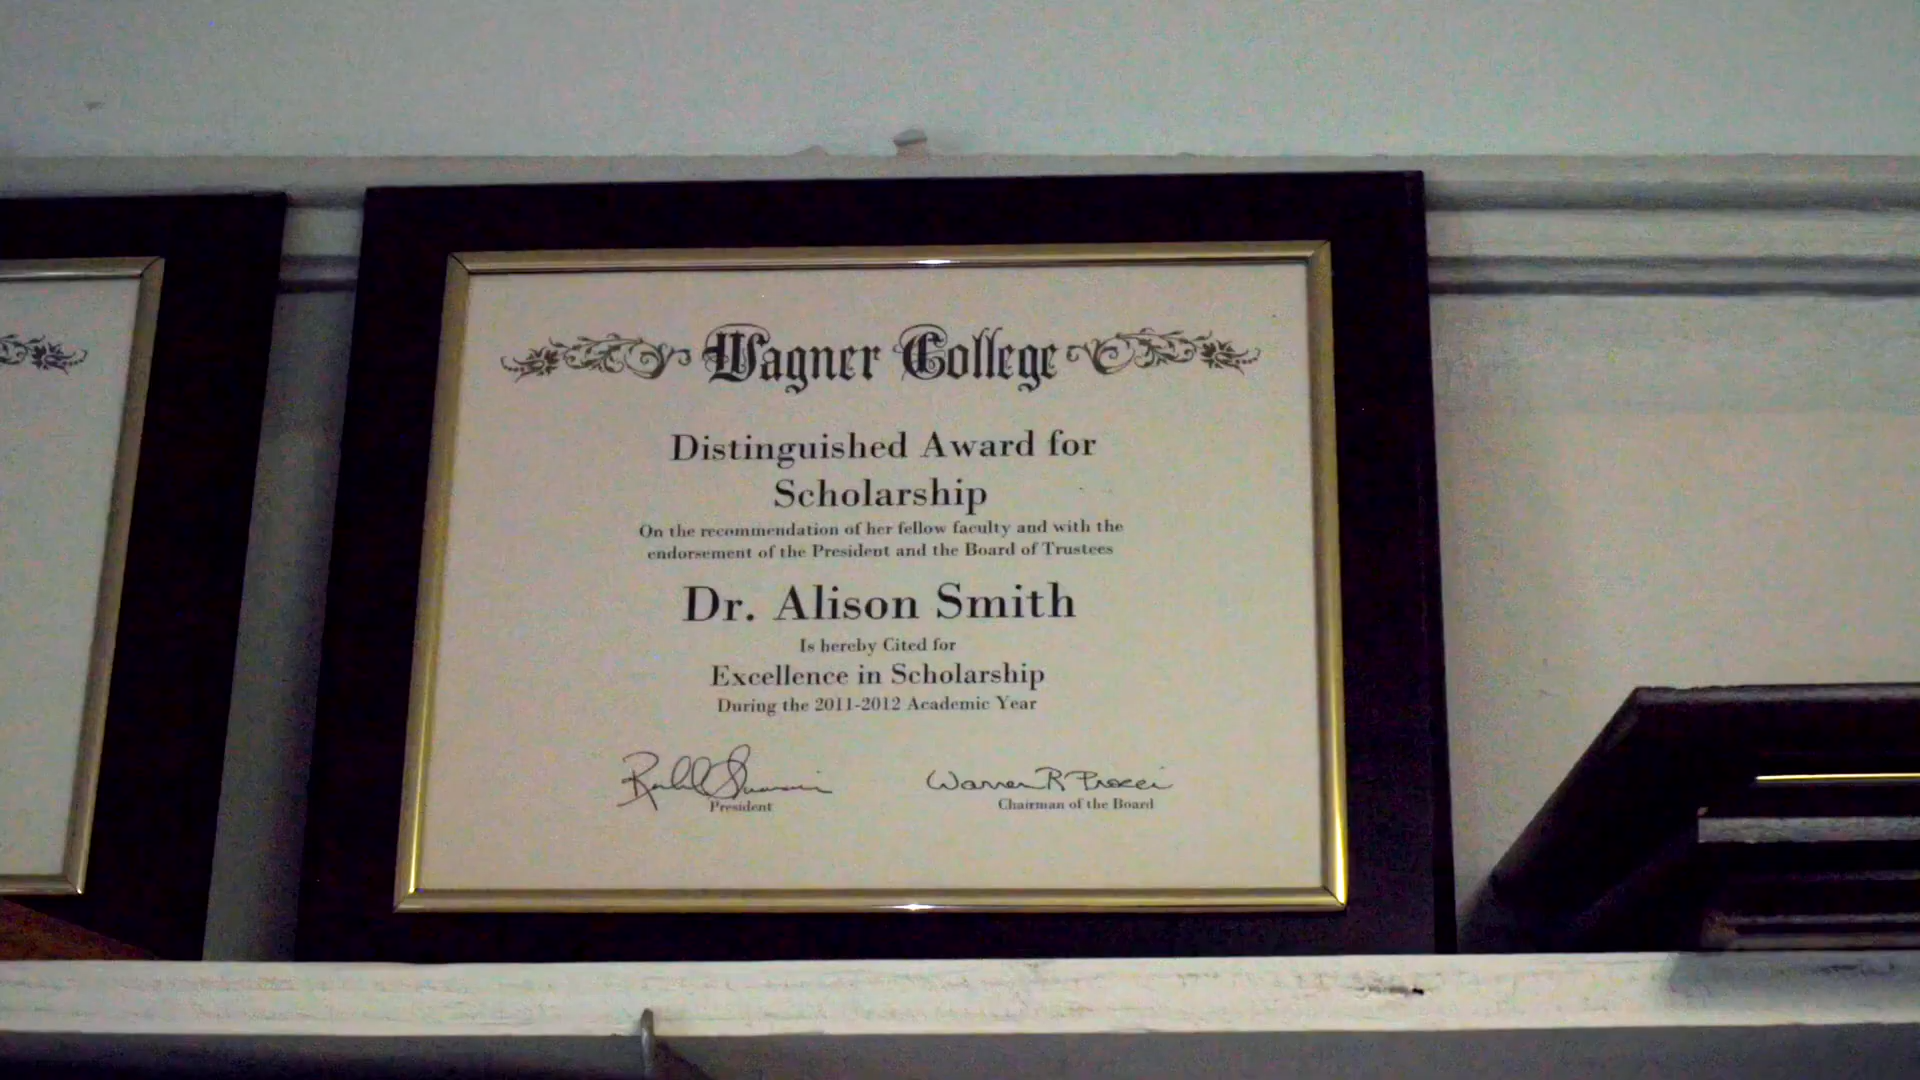 Wagner College
Distinguished Award for
Scholarship
On the recommendation of her fellow faculty and with the
endorsement of the President and the Board of Trustees
Dr. Alison Smith
Is hereby Cited for
Excellence in Scholarship
During the 2011-2012 Academic Year
Warren R Procci
President
Chairman of the Board